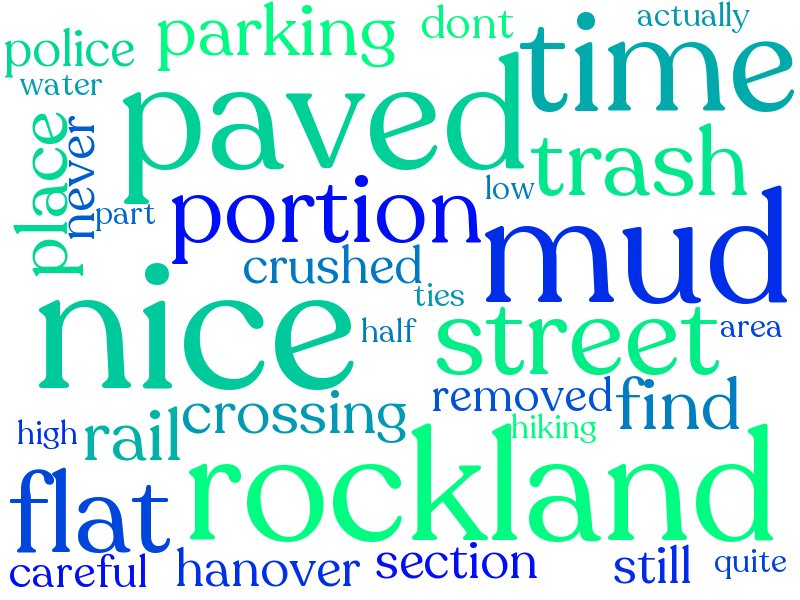 actually
police
parking
dont
time
water
paved
trash
place
never
part
portion
low
mud
crushed
ties
nice
half
street
area
removed
find
crossing
high
rail
hiking
rockland
flat
careful
hanover
section
still
quite